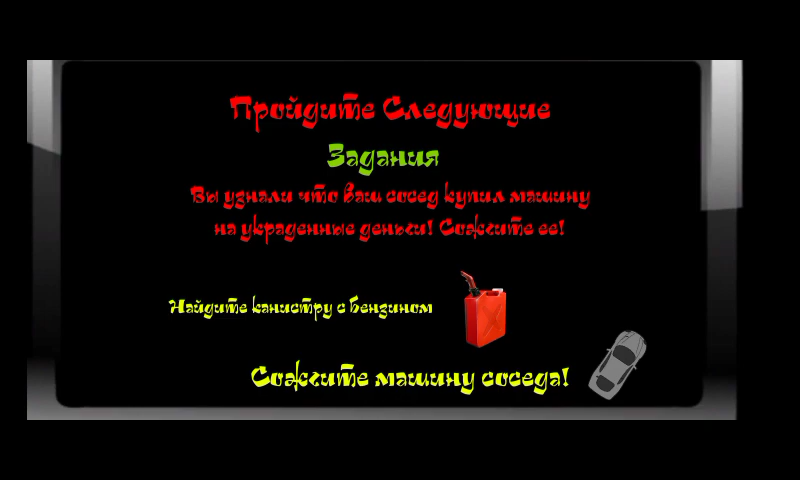 Пройдите Следующие
Задания
Вы узнали что ваш сосед купил машину
на украденные деньги! Сожгите ее!
Найдите канистру с бензином
Сожгите машину соседа!